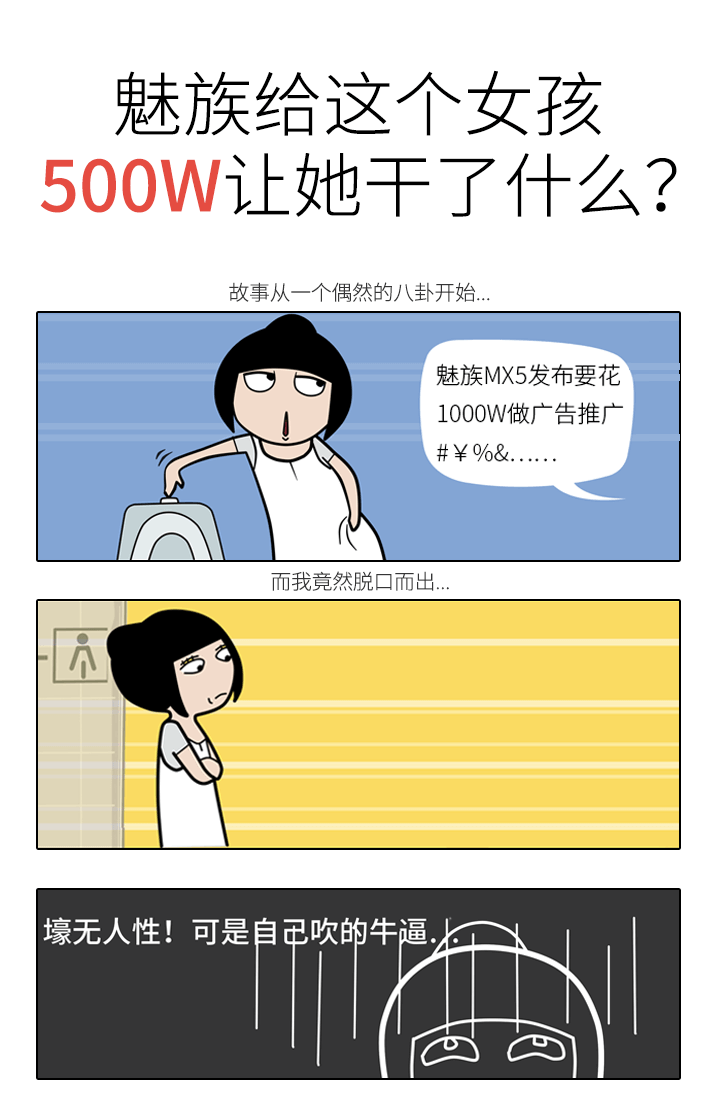 魅族给这个女孩
500W让她干了什么？
故事从一个偶然的八卦开始...
魅族MX5发布要花
1000W做广告推广
#￥%&……
而我竟然脱口而出...
壕无人性！可是自己吹的牛逼...